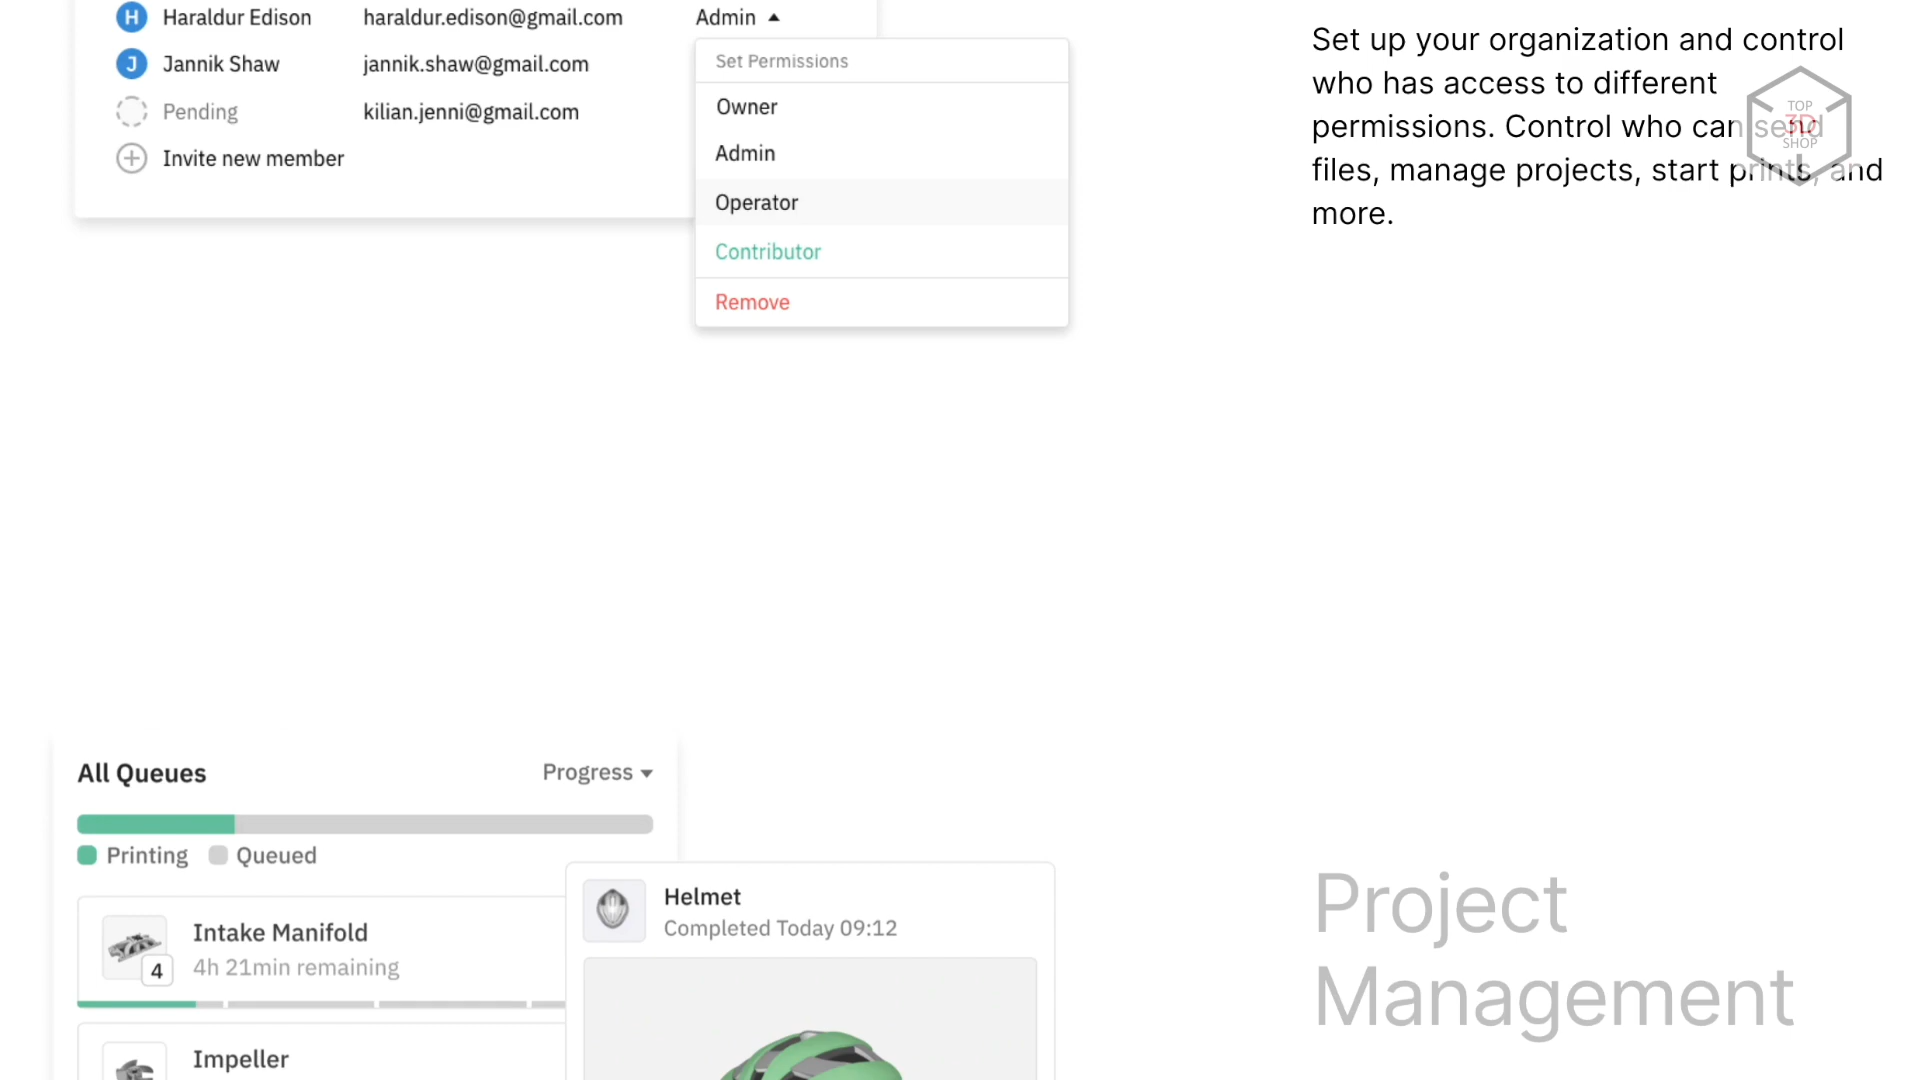 H Haraldur Edison haraldur.edison@gmail.com Admin
J Jannik Shaw jannik.shaw@gmail.com
Pending kilian.jenni@gmail.com
Invite new member
Set Permissions
Owner
Admin
Operator
Contributor
Remove
Set up your organization and control
who has access to different
permissions. Control who can send
files, manage projects, start prints, and
more.
TOP
3D
SHOP
All Queues Progress
Printing Queued
Intake Manifold
4
4h 21min remaining
Impeller
Helmet
Completed Today 09:12
Project
Management